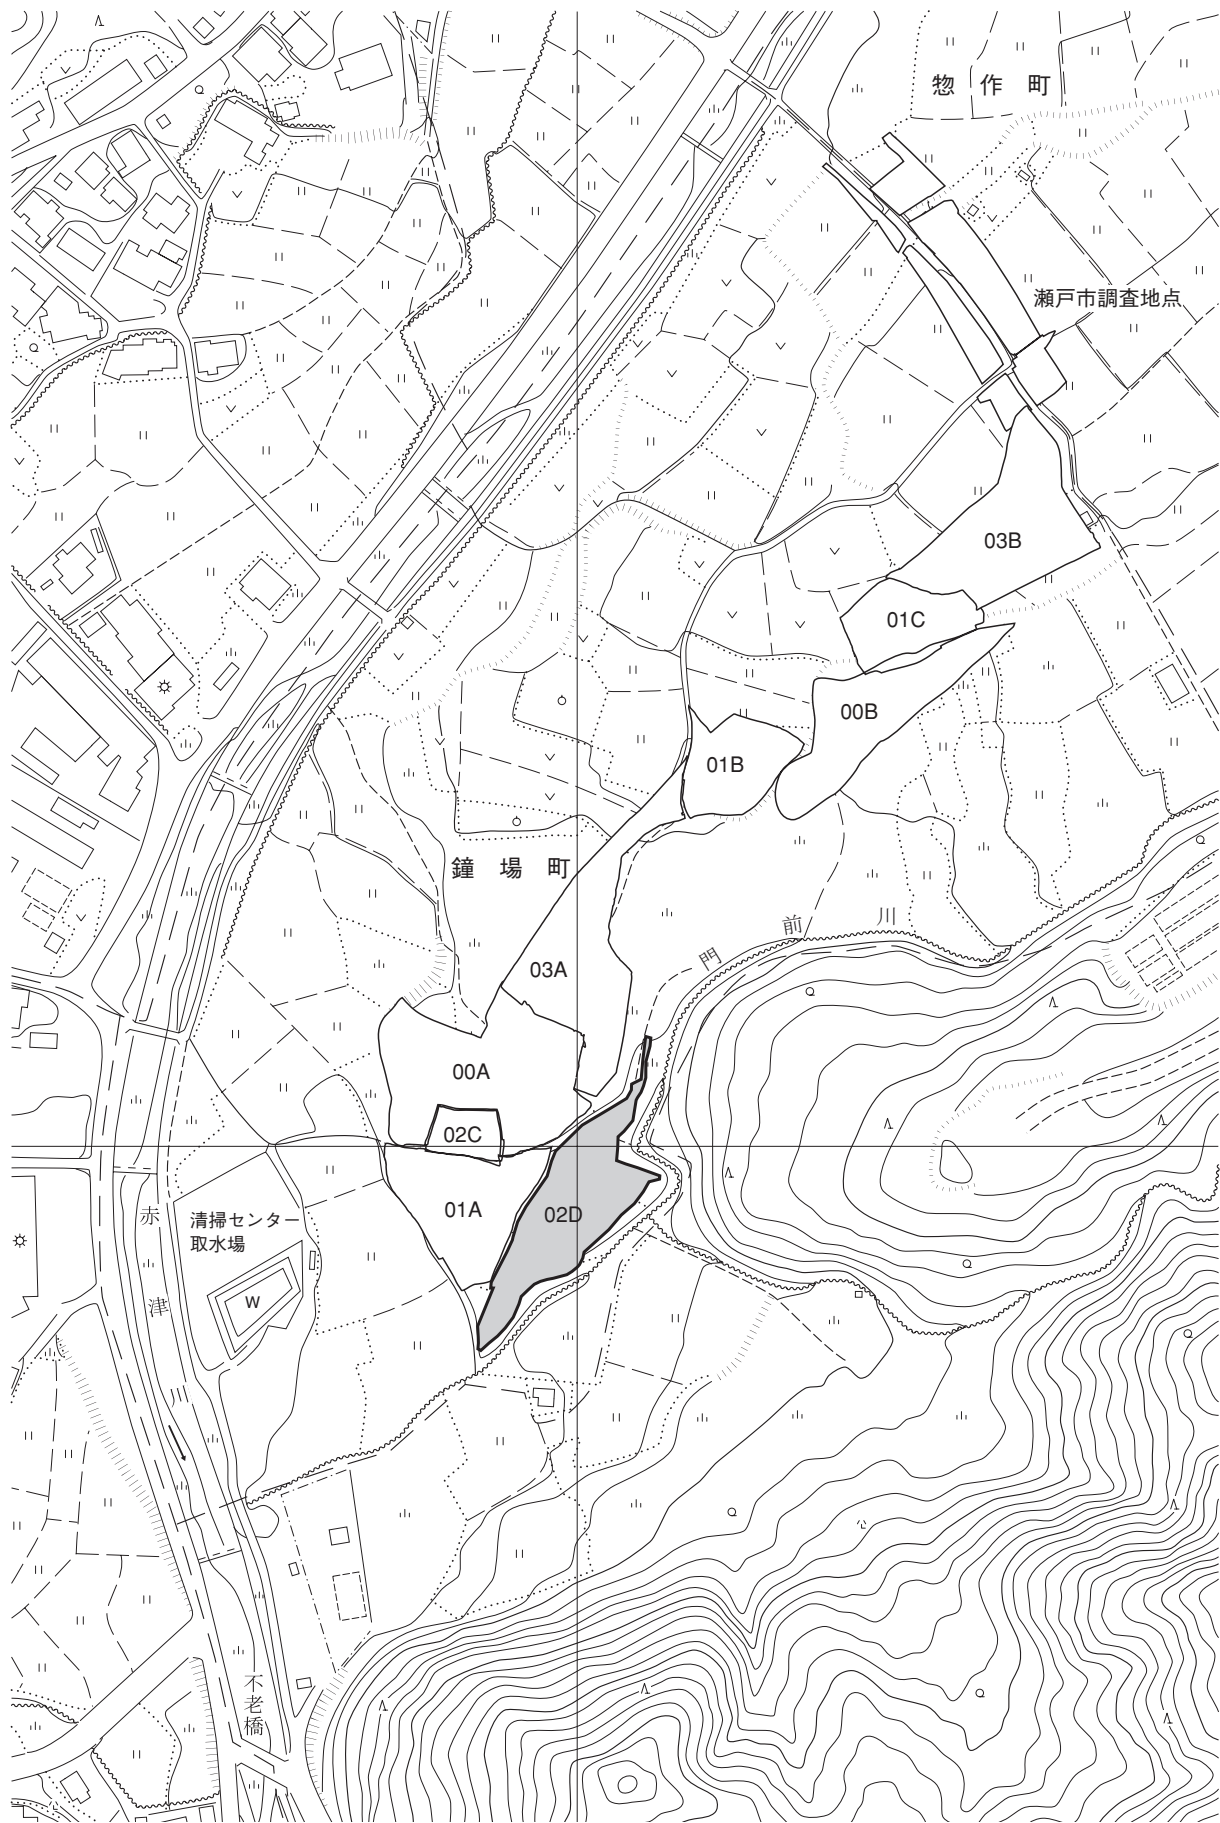 惣作町
瀬戸市調査地点
03B
01C
00B
01B
鐘場町
門前川
03A
00A
02C
01A
02D
清掃センター
取水場
W
赤津川
不老橋